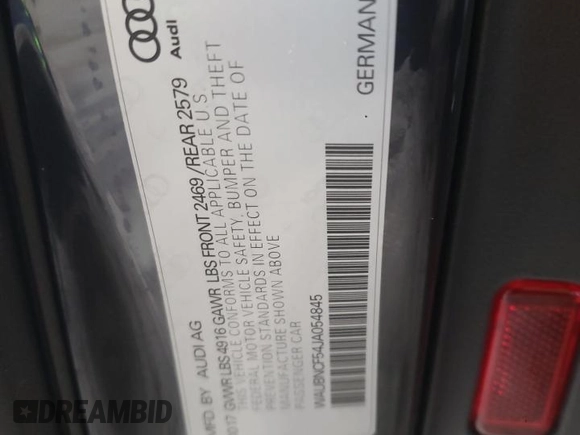 Audi
MFD. BY AUDI AG
017 GVWR LBS 4916 GAWR LBS FRONT 2469 / REAR 2579
VEHICLE CONFORMS TO ALL APPLICABLE U S
FEDERAL MOTOR VEHICLE SAFETY, BUMPER AND THEFT
PREVENTION STANDARDS IN EFFECT ON THE DATE OF
MANUFACTURE SHOWN ABOVE
PASSENGER CAR
WAUBNCF54JA054845
GERMAN
DREAMBID